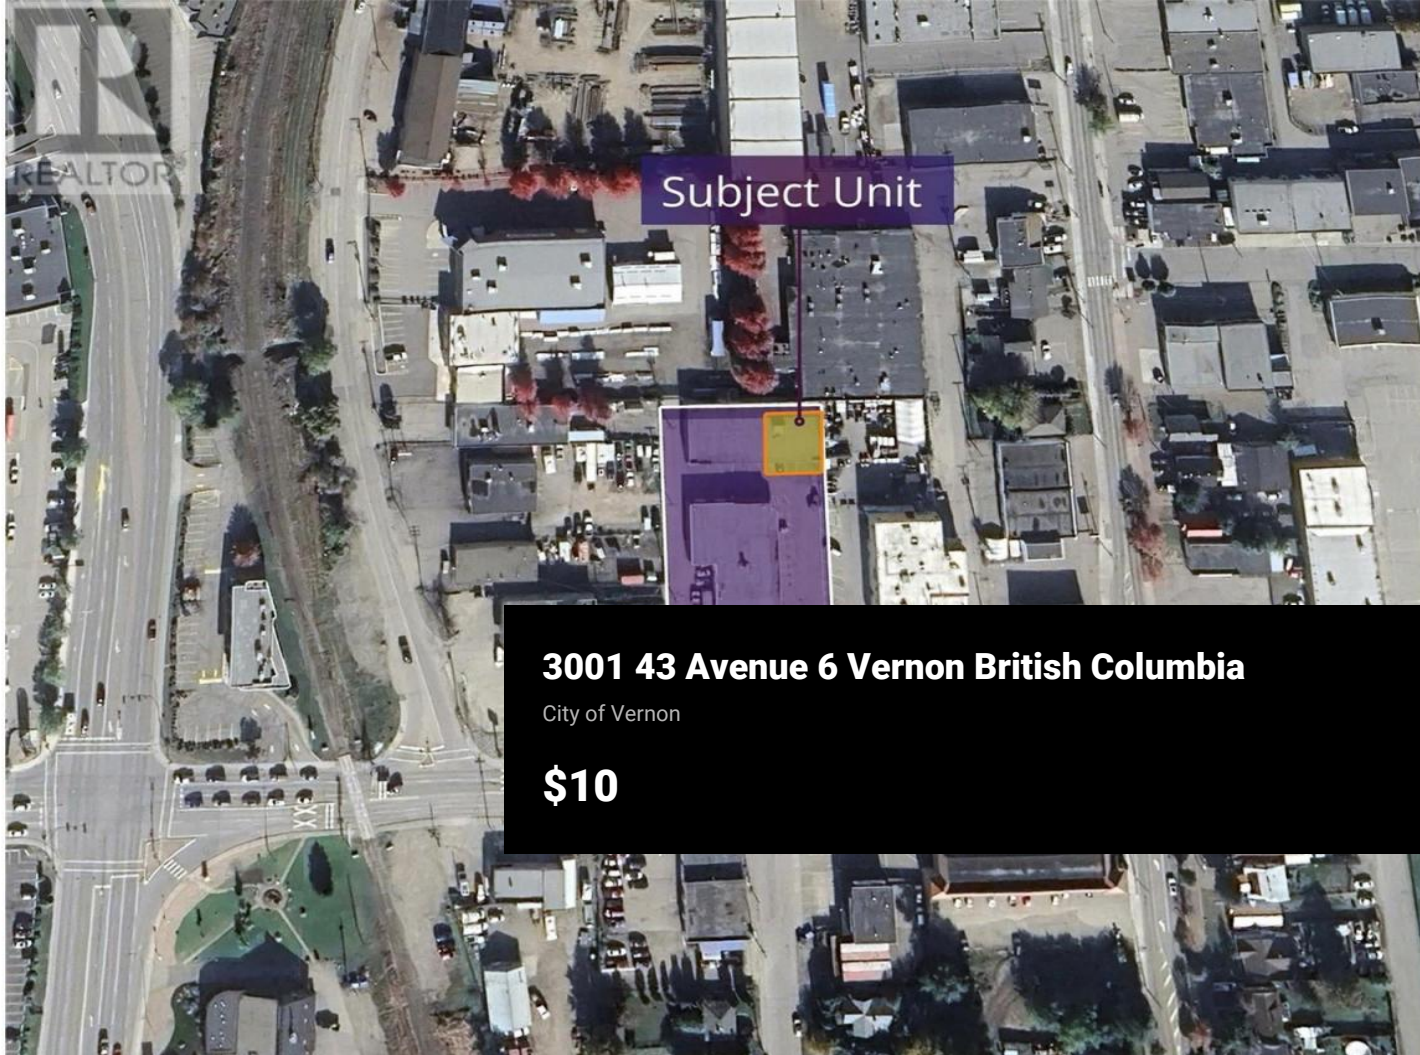 REALTOR
Subject Unit
3001 43 Avenue 6 Vernon British Columbia
City of Vernon
$10